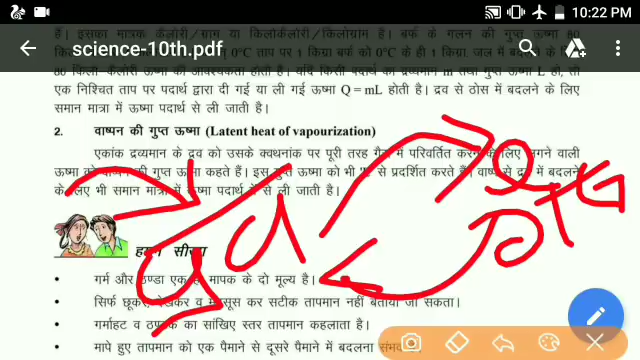 10:22 PM
science-10th.pdf
है। इसका मात्रक कैलोरी/ग्राम या किलोकैलोरी/किलोग्राम है। बर्फ के गलन की गुप्त ऊष्मा 80
0°C ताप पर 1 किग्रा बर्फ को 0°C के ही 1 किग्रा जल में बदलने के
80 किलो कैलोरी ऊष्मा की आवश्यकता होती है। यदि किसी पदार्थ का द्रव्यमान m तथा गुप्त ऊष्मा L हो, तो
एक निश्चित ताप पर पदार्थ द्वारा दी गई या ली गई ऊष्मा Q = mL होती है। द्रव से ठोस में बदलने के लिए
समान मात्रा में ऊष्मा पदार्थ से ली जाती है।
2. वाष्पन की गुप्त ऊष्मा (Latent heat of vapourization)
एकांक द्रव्यमान के द्रव को उसके क्वथनांक पर पूरी तरह गैस में परिवर्तित करने के लिए लगने वाली
ऊष्मा को वाष्पन की गुप्त ऊष्मा कहते हैं। इस गुप्त ऊष्मा को भी से प्रदर्शित करते हैं। वाष्प से द्रव में बदलने
के लिए भी समान मात्रा में ऊष्मा पदार्थ से ली जाती है।
हमने सीखा
• गर्म और ठण्डा एक ही मापक के दो मूल्य है।
• सिर्फ छूकर, देखकर व महसूस कर सटीक तापमान नहीं बताया जा सकता।
• गर्माहट व ठण्डक का सांख्यि स्तर तापमान कहलाता है।
• मापे हुए तापमान को एक पैमाने से दूसरे पैमाने में बदलना